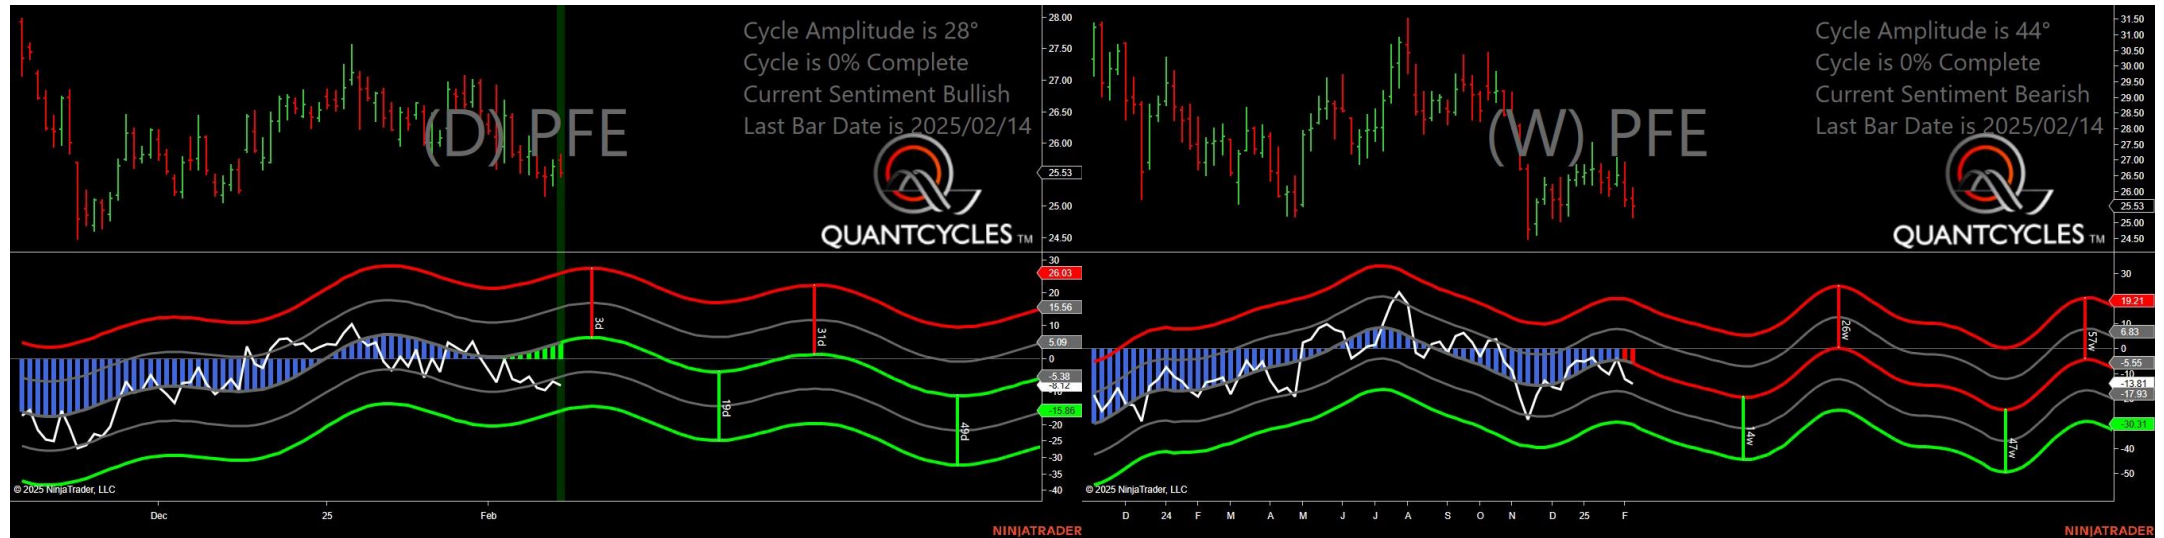 Cycle Amplitude is 28°
Cycle is 0% Complete
Current Sentiment Bullish
Last Bar Date is 2025/02/14
(D) PFE
QUANTCYCLES TM
28.00
27.50
27.00
26.50
26.00
25.53
25.00
24.50
30
26.03
20
15.56
10
5.09
0
-5.38
-8.12
-10
-15.86
-20
-25
-30
-35
-40
3d
19d
31d
49d
© 2025 NinjaTrader, LLC
Dec 25 Feb
NINJATRADER
Cycle Amplitude is 44°
Cycle is 0% Complete
Current Sentiment Bearish
Last Bar Date is 2025/02/14
(W) PFE
QUANTCYCLES TM
31.50
31.00
30.50
30.00
29.50
29.00
28.50
28.00
27.50
27.00
26.50
26.00
25.53
25.00
24.50
30
19.21
10
6.83
0
-5.55
-10
-13.81
-17.93
-30.31
-40
-50
14w
26w
47w
57w
© 2025 NinjaTrader, LLC
D 24 F M A M J J A S O N D 25 F
NINJATRADER